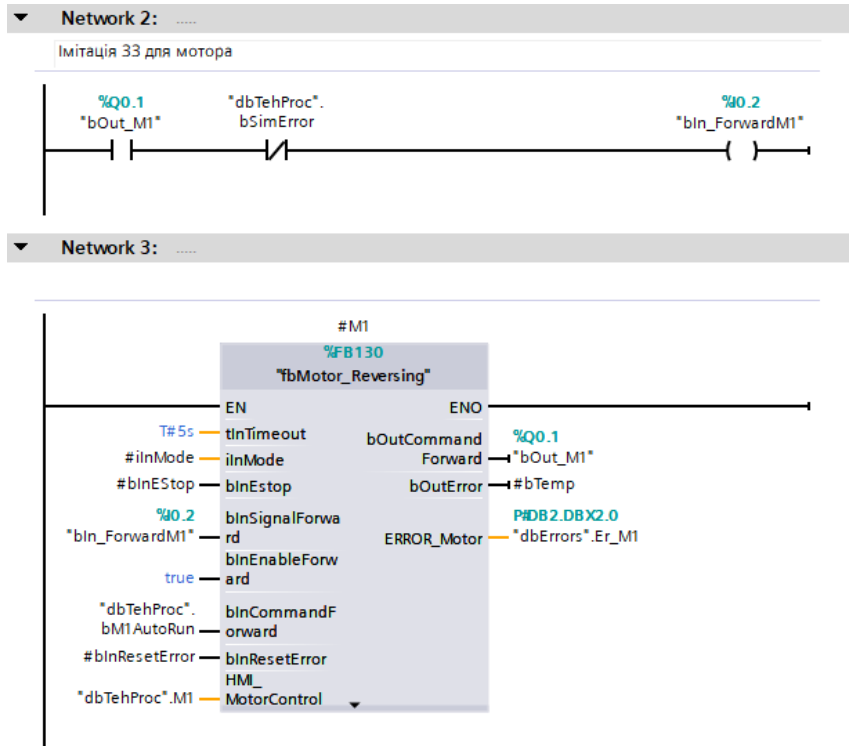 Network 2: .....
Імітація ЗЗ для мотора
%Q0.1
"bOut_M1"
"dbTehProc".
bSimError
%I0.2
"bIn_ForwardM1"
Network 3: .....
#M1
%FB130
"fbMotor_Reversing"
EN
ENO
T#5s
tInTimeout
bOutCommand
Forward
%Q0.1
"bOut_M1"
#iInMode
iInMode
#bInEStop
bInEstop
bOutError
#bTemp
%I0.2
"bIn_ForwardM1"
bInSignalForwa
rd
ERROR_Motor
P#DB2.DBX2.0
"dbErrors".Er_M1
true
bInEnableForw
ard
"dbTehProc".
bM1AutoRun
bInCommandF
orward
#bInResetError
bInResetError
"dbTehProc".M1
HMI_
MotorControl